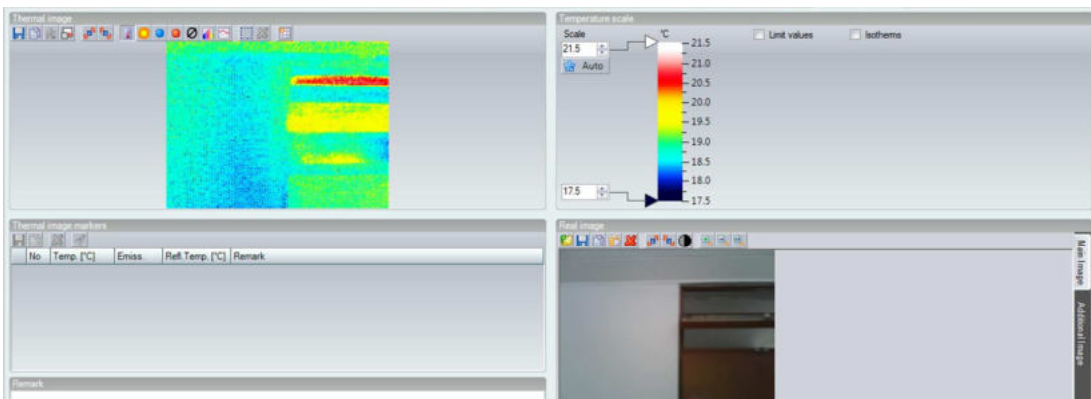 Thermal image
Temperature scale
Scale
°C
Limit values
Isotherms
21.5
Auto
21.5
21.0
20.5
20.0
19.5
19.0
18.5
18.0
17.5
17.5
Thermal image markers
No Temp. [°C] Emiss. Refl.Temp. [°C] Remark
Real image
Main Image
Additional Image
Remark